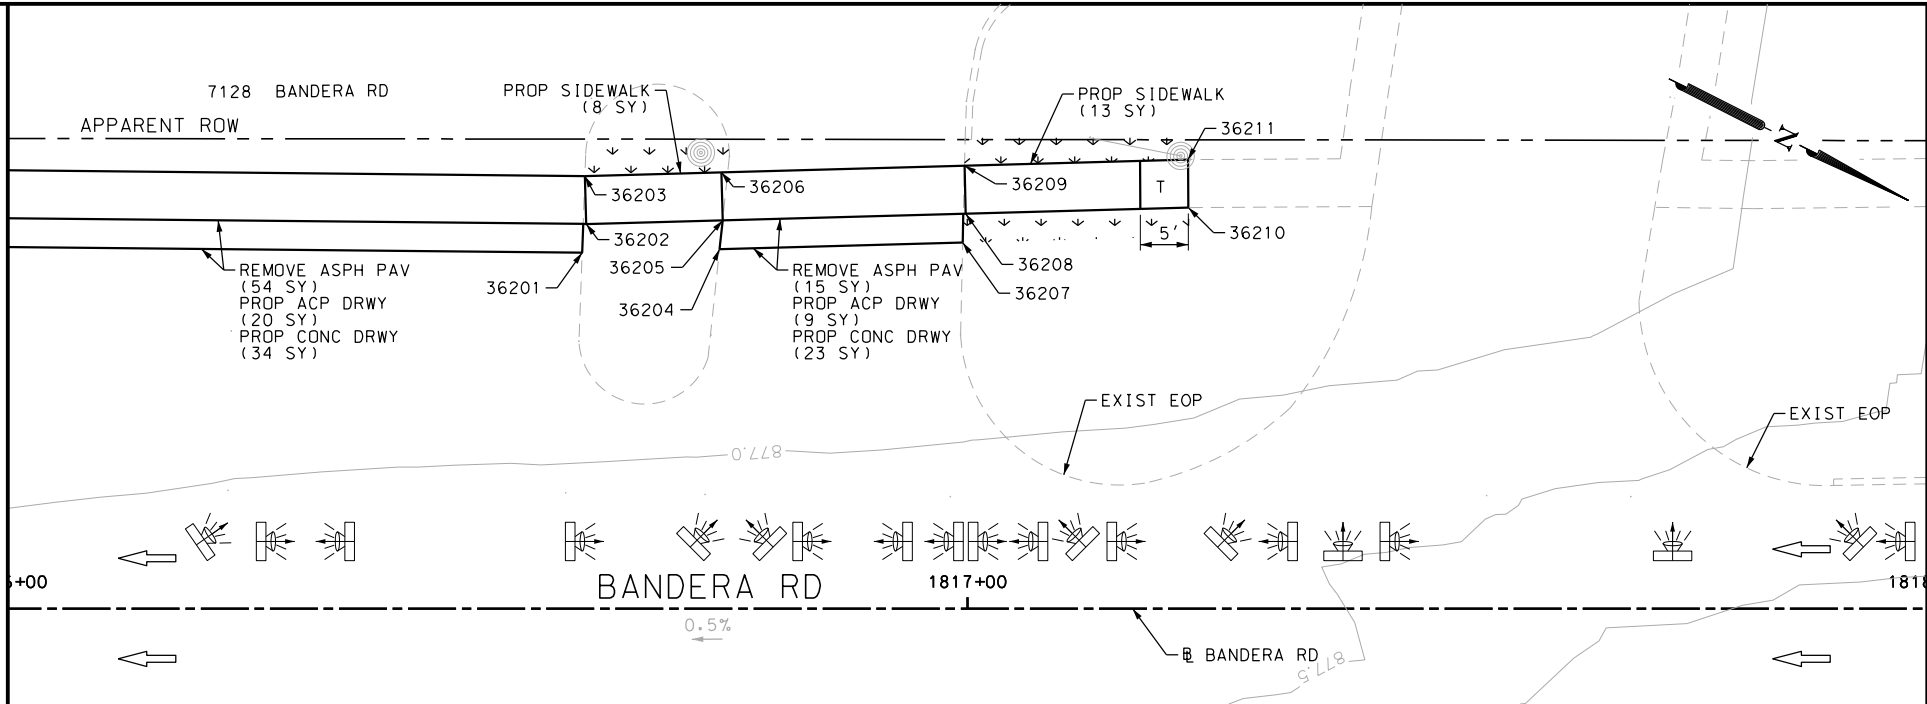 7128 BANDERA RD
APPARENT ROW
PROP SIDEWALK
(8 SY)
PROP SIDEWALK
(13 SY)
36211
36203
36206
36209
T
N
36202
36205
36201
36204
36208
36207
5'
36210
REMOVE ASPH PAV
(54 SY)
PROP ACP DRWY
(20 SY)
PROP CONC DRWY
(34 SY)
REMOVE ASPH PAV
(15 SY)
PROP ACP DRWY
(9 SY)
PROP CONC DRWY
(23 SY)
EXIST EOP
EXIST EOP
877.0
+00
BANDERA RD
1817+00
1818
0.5%
BL BANDERA RD
877.5